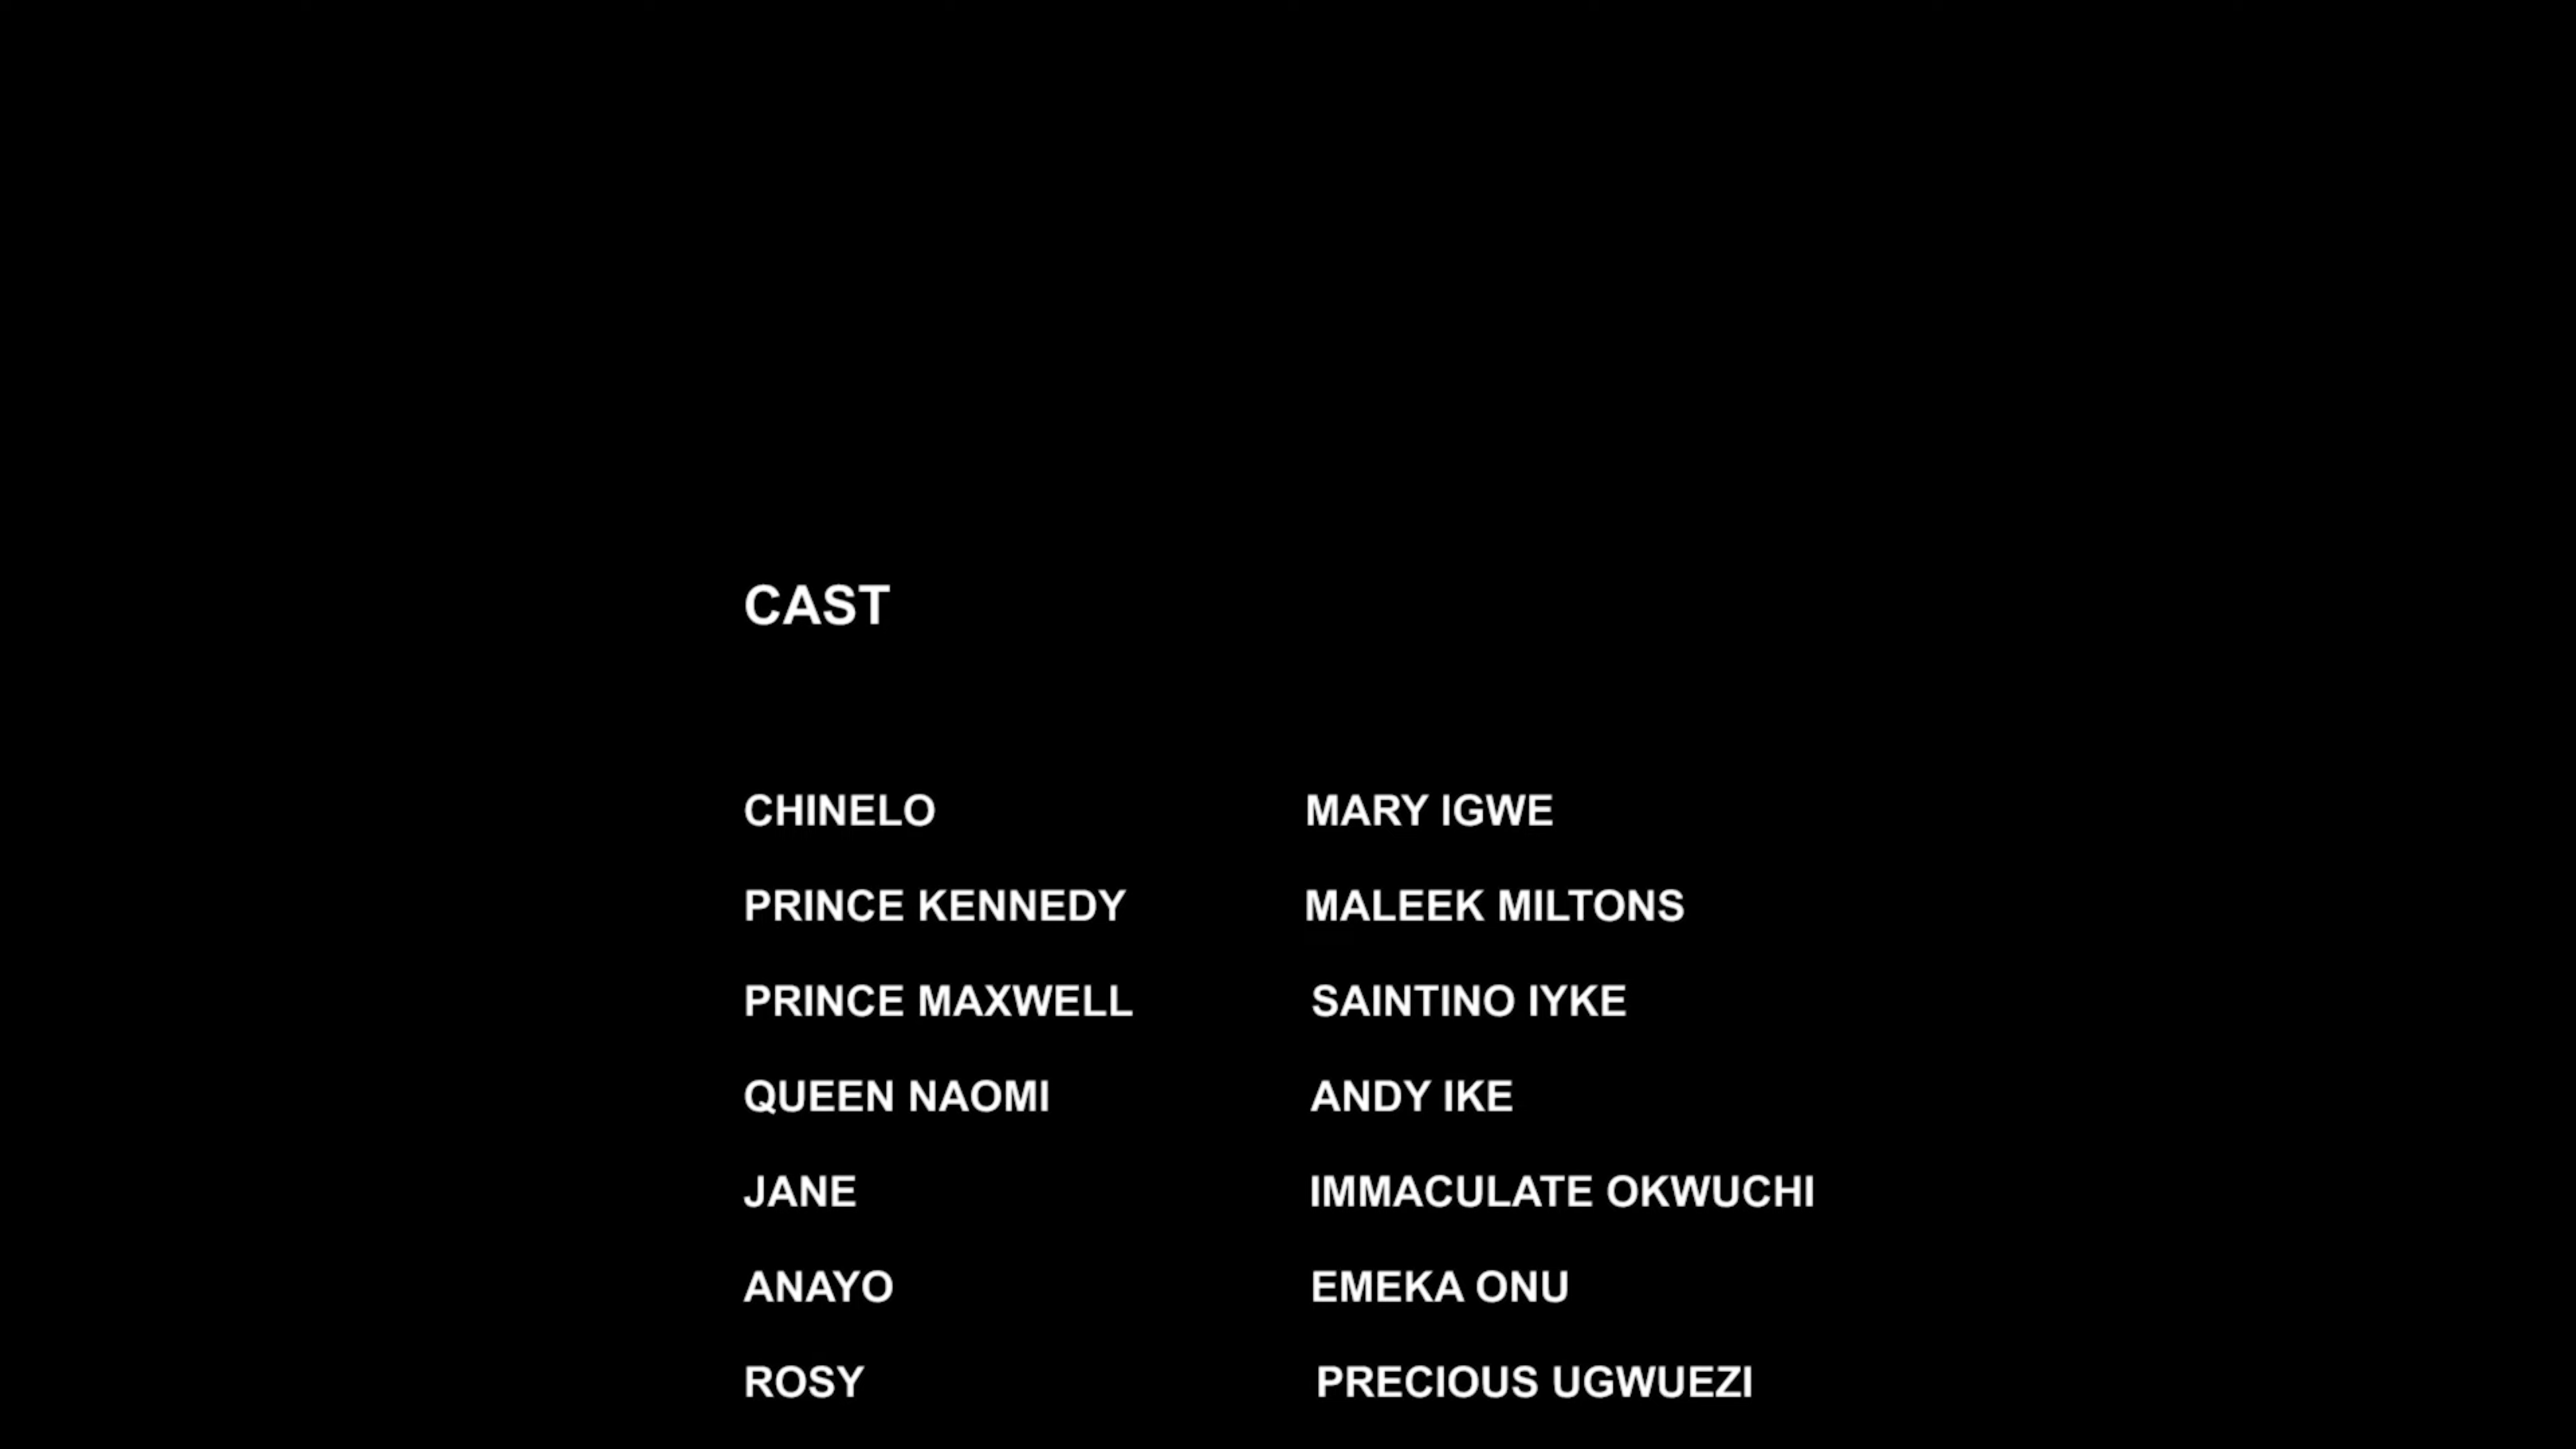 CAST
CHINELO MARY IGWE
PRINCE KENNEDY MALEEK MILTONS
PRINCE MAXWELL SAINTINO IYKE
QUEEN NAOMI ANDY IKE
JANE IMMACULATE OKWUCHI
ANAYO EMEKA ONU
ROSY PRECIOUS UGWUEZI